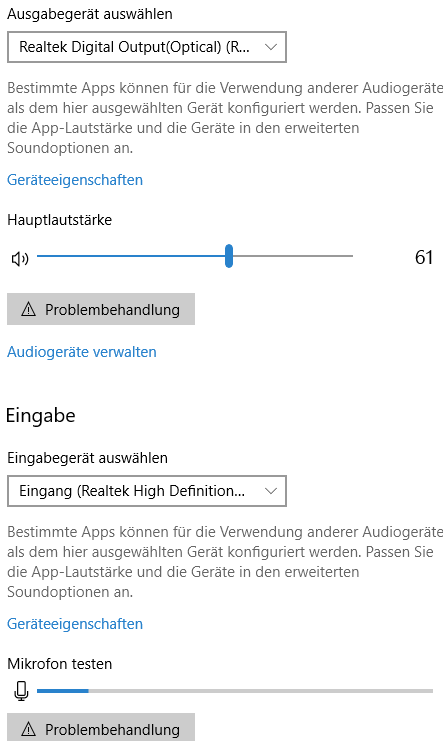 Ausgabegerät auswählen
Realtek Digital Output(Optical) (R...
Bestimmte Apps können für die Verwendung anderer Audiogeräte
als dem hier ausgewählten Gerät konfiguriert werden. Passen Sie
die App-Lautstärke und die Geräte in den erweiterten
Soundoptionen an.
Geräteeigenschaften
Hauptlautstärke
61
Problembehandlung
Audiogeräte verwalten
Eingabe
Eingabegerät auswählen
Eingang (Realtek High Definition...
Bestimmte Apps können für die Verwendung anderer Audiogeräte
als dem hier ausgewählten Gerät konfiguriert werden. Passen Sie
die App-Lautstärke und die Geräte in den erweiterten
Soundoptionen an.
Geräteeigenschaften
Mikrofon testen
Problembehandlung